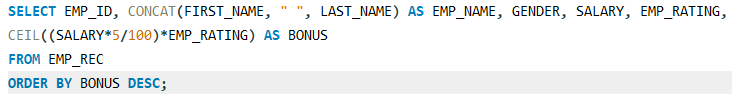 SELECT EMP_ID, CONCAT(FIRST_NAME, " ", LAST_NAME) AS EMP_NAME, GENDER, SALARY, EMP_RATING,
CEIL((SALARY*5/100)*EMP_RATING) AS BONUS
FROM EMP_REC
ORDER BY BONUS DESC;